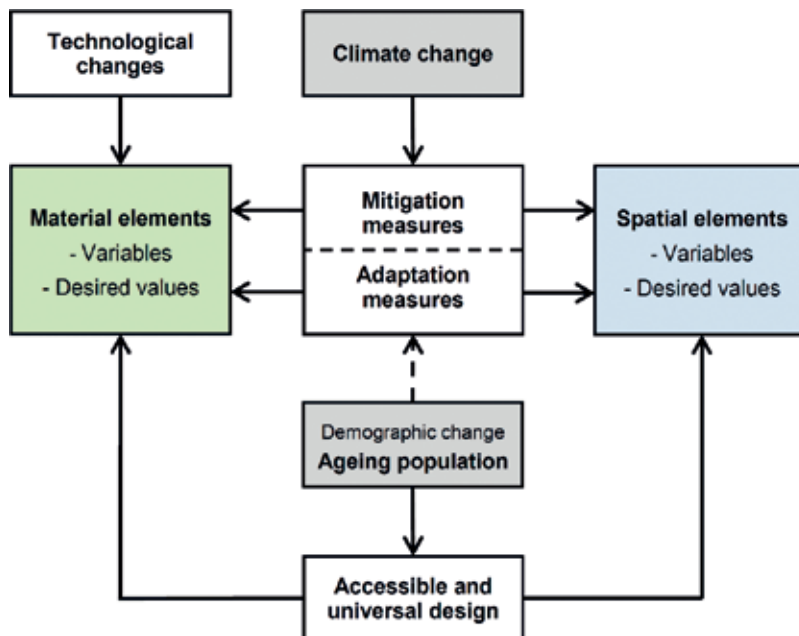 Technological
changes
Climate change
Material elements
- Variables
- Desired values
Mitigation
measures
Adaptation
measures
Spatial elements
- Variables
- Desired values
Demographic change
Ageing population
Accessible and
universal design